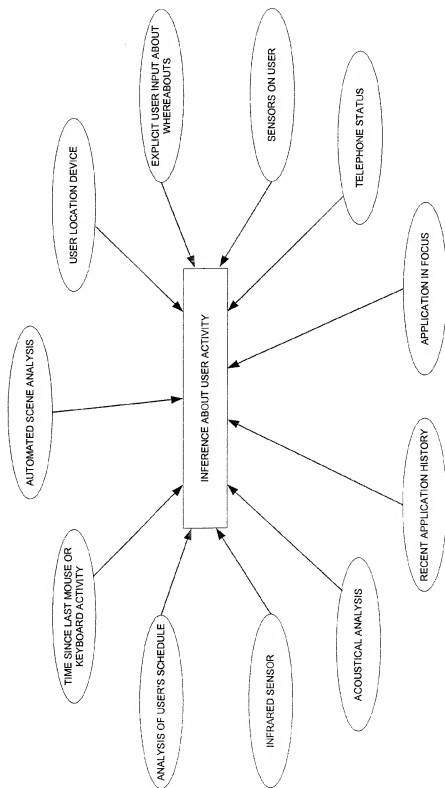 AUTOMATED SCENE ANALYSIS
TIME SINCE LAST MOUSE OR
KEYBOARD ACTIVITY
USER LOCATION DEVICE
ANALYSIS OF USER'S SCHEDULE
EXPLICIT USER INPUT ABOUT
WHEREABOUTS
INFERENCE ABOUT USER ACTIVITY
INFRARED SENSOR
SENSORS ON USER
ACOUSTICAL ANALYSIS
TELEPHONE STATUS
RECENT APPLICATION HISTORY
APPLICATION IN FOCUS